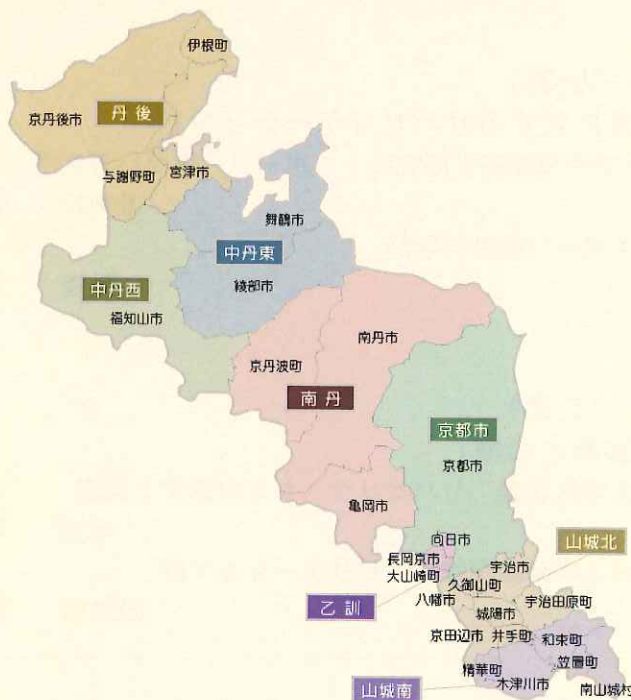 伊根町
京丹後市
丹後
与謝野町
宮津市
舞鶴市
中丹東
綾部市
中丹西
福知山市
南丹市
京丹波町
南丹
京都市
京都市
亀岡市
向日市
山城北
長岡京市
大山崎町
宇治市
久御山町
八幡市
宇治田原町
乙訓
城陽市
京田辺市
井手町
和束町
精華町
笠置町
木津川市
山城南
南山城村